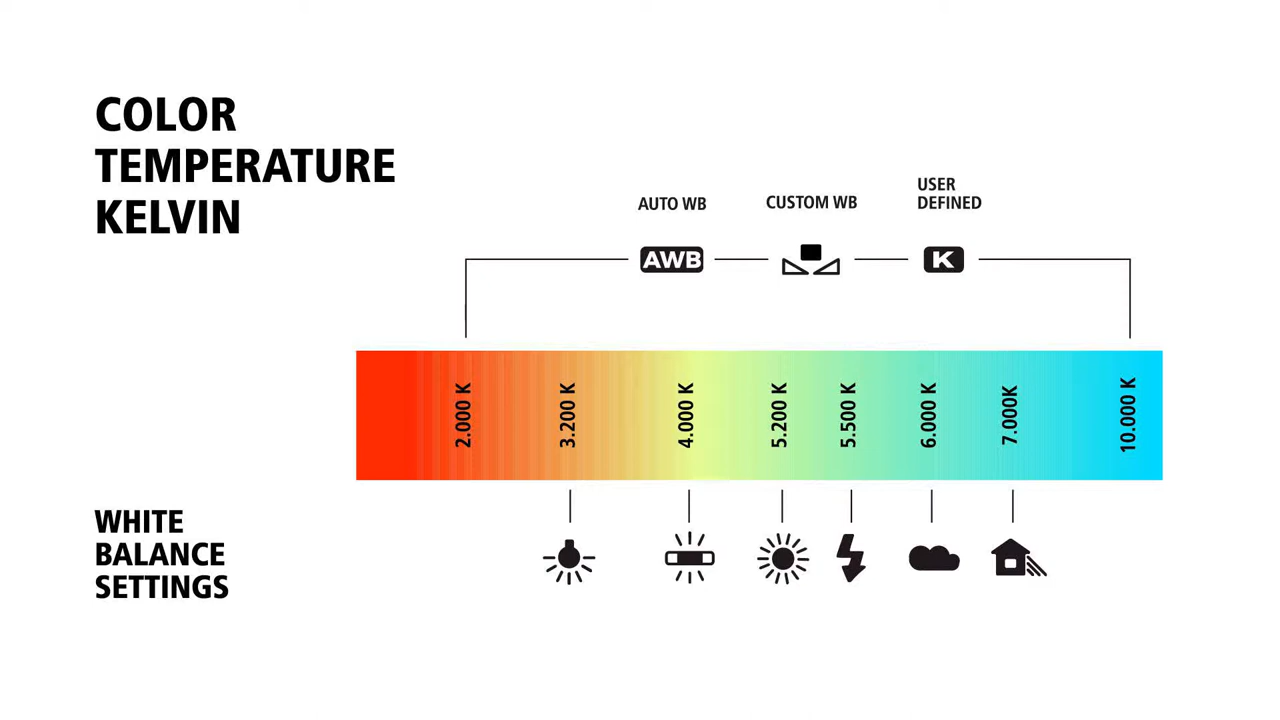 COLOR
TEMPERATURE
KELVIN
AUTO WB
CUSTOM WB
USER
DEFINED
AWB
K
2.000 K
3.200 K
4.000 K
5.200 K
5.500 K
6.000 K
7.000K
10.000 K
WHITE
BALANCE
SETTINGS